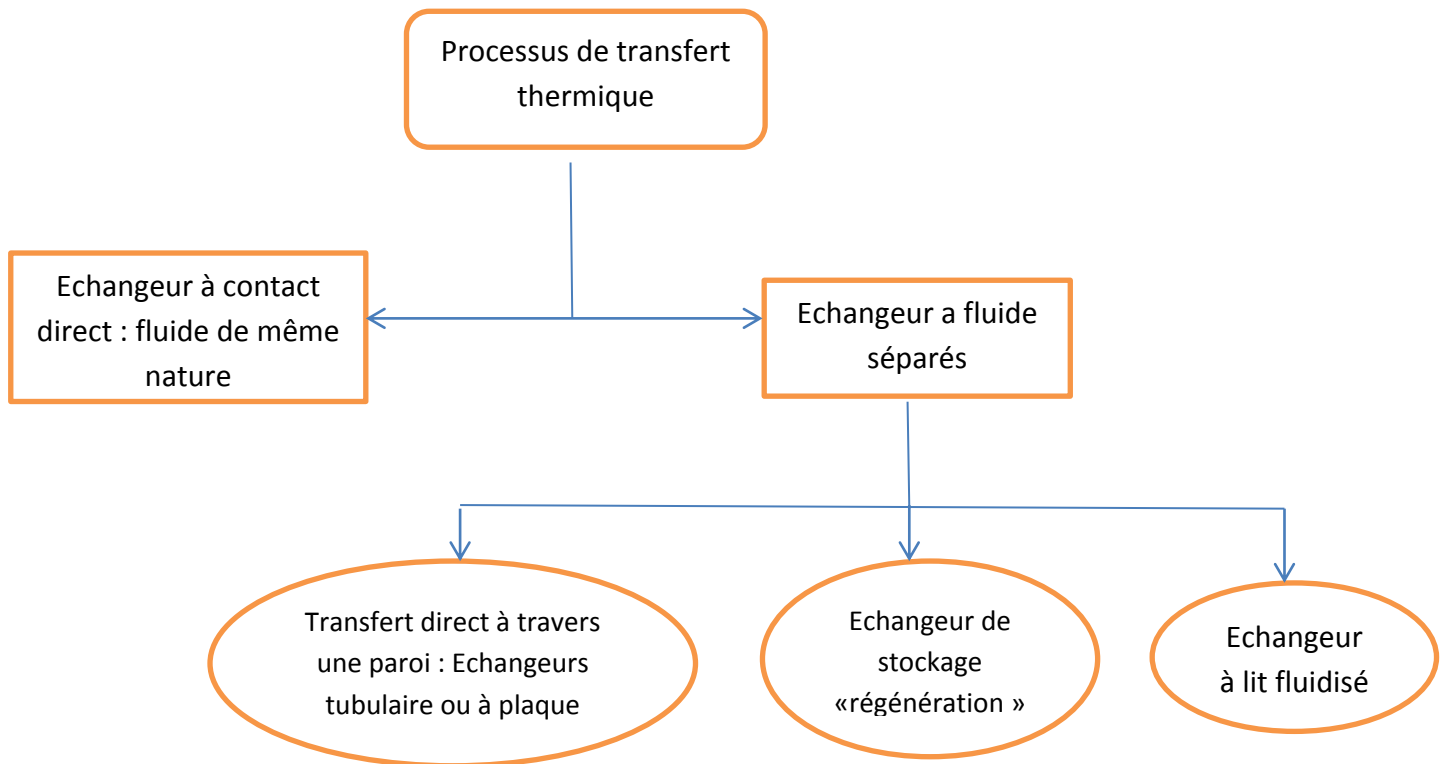 Processus de transfert
thermique
Echangeur à contact
direct : fluide de même
nature
Echangeur a fluide
séparés
Transfert direct à travers
une paroi : Echangeurs
tubulaire ou à plaque
Echangeur de
stockage
«régénération »
Echangeur
à lit fluidisé